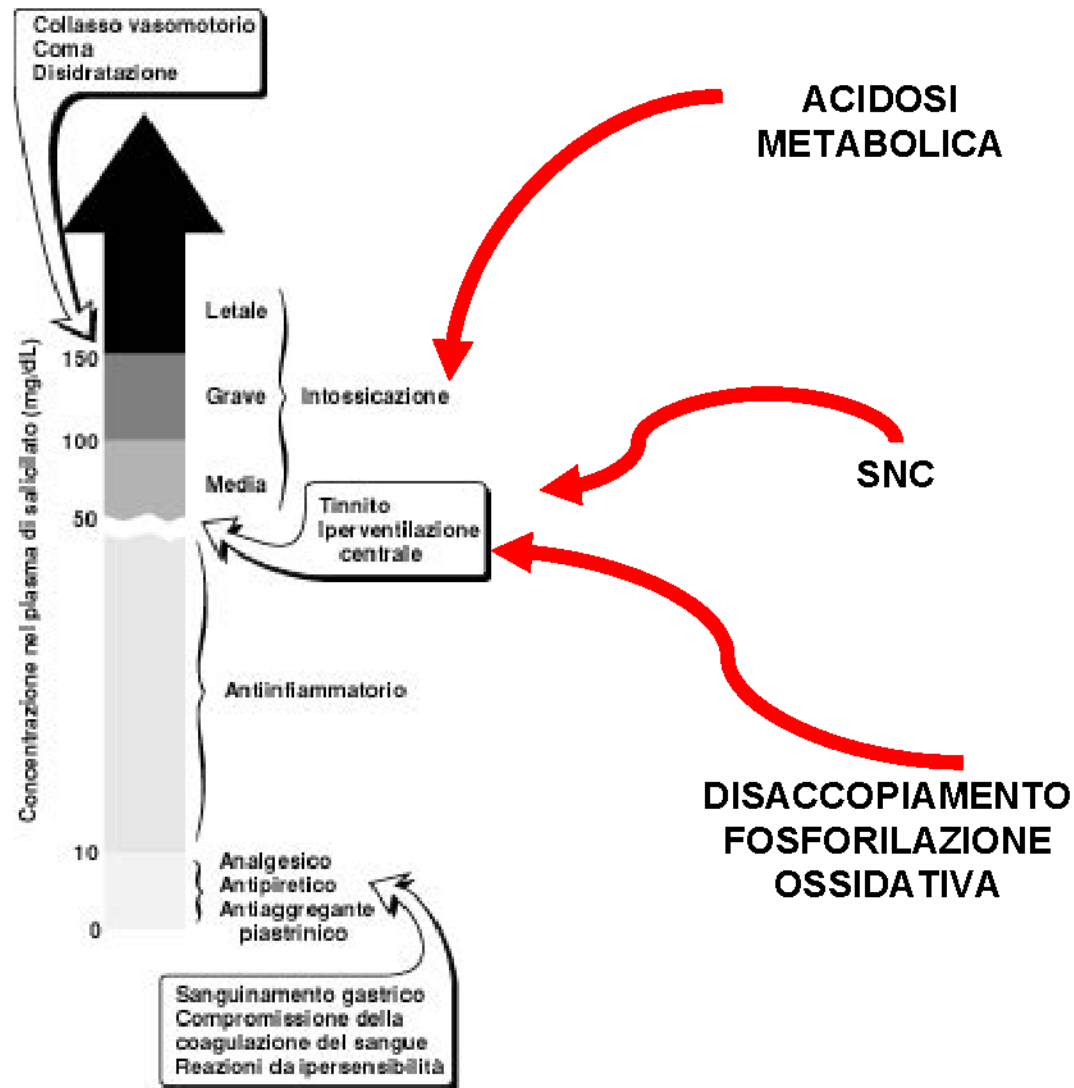 Collasso vasomotorio
Coma
Disidratazione
ACIDOSI
METABOLICA
Letale
150
Grave
Intossicazione
100
SNC
Media
50
Tinnito
Iperventilazione
centrale
Concentrazione nel plasma di salicilato (mg/dL)
Antiinfiammatorio
DISACCOPIAMENTO
FOSFORILAZIONE
OSSIDATIVA
10
Analgesico
Antipiretico
Antiaggregante
piastrinico
0
Sanguinamento gastrico
Compromissione della
coagulazione del sangue
Reazioni da ipersensibilità